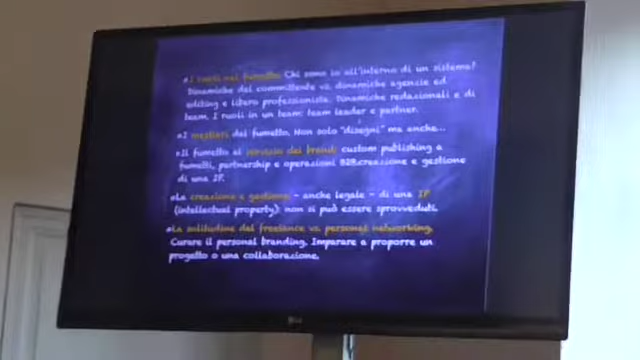 •I ruoli nel fumetto. Chi sono io all'interno di un sistema?
Dinamiche del committente vs. dinamiche agenzie ed
editing e libero professionista. Dinamiche redazionali e di
team. I ruoli in un team: team leader e partner.
•I mestieri del fumetto. Non solo "disegni" ma anche...
•Il fumetto al servizio dei brand: custom publishing a
fumetti, partnership e operazioni B2B.creazione e gestione
di una IP.
•La creazione e gestione - anche legale - di una IP
(intellectual property): non si può essere sprovveduti.
•La solitudine del freelance vs. personal networking.
Curare il personal branding. Imparare a proporre un
progetto o una collaborazione.